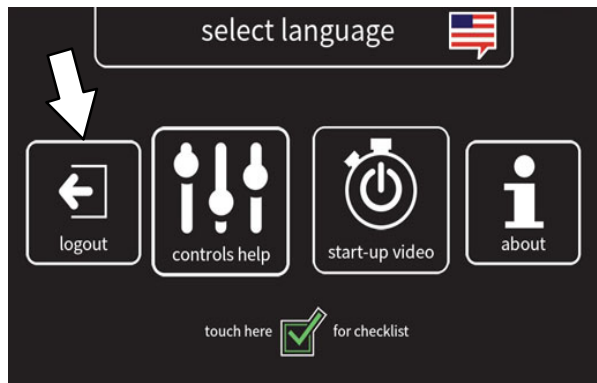 select language
logout
controls help
start-up video
about
touch here
for checklist